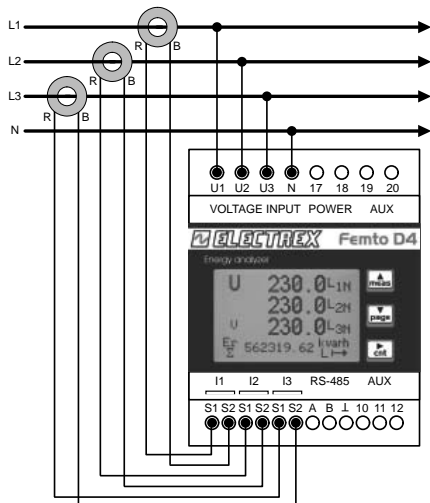 L1
R B
L2
R B
L3
R B
N
U1 U2 U3 N 17 18 19 20
VOLTAGE INPUT POWER AUX
ELECTREX Femto D4
Energy analyzer
U 230.0 L1N
meas
230.0 L2N
page
U 230.0 L3N
Er Σ 562319.62 kvarh L
cnt
I1 I2 I3 RS-485 AUX
S1 S2 S1 S2 S1 S2 A B ⊥ 10 11 12